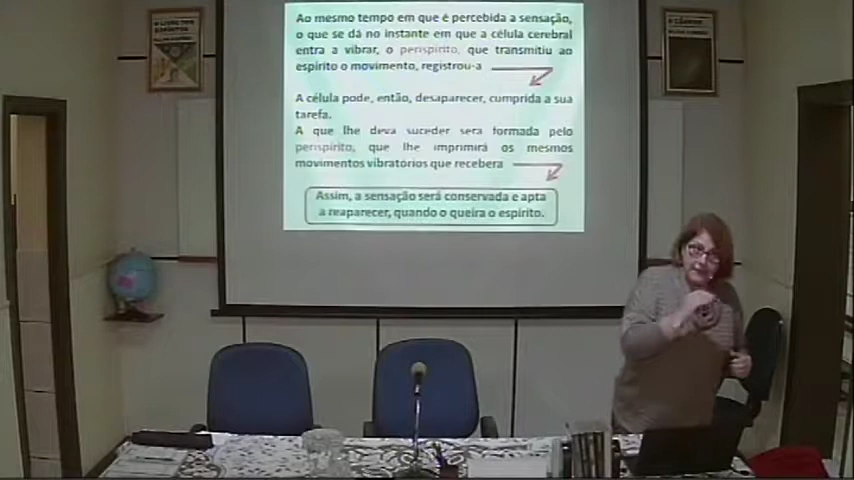 O LIVRO DOS
ESPÍRITOS
Ao mesmo tempo em que é percebida a sensação,
o que se dá no instante em que a célula cerebral
entra a vibrar, o perispírito, que transmitiu ao
espírito o movimento, registrou-a
A célula pode, então, desaparecer, cumprida a sua
tarefa.
A que lhe deva suceder será formada pelo
perispírito, que lhe imprimirá os mesmos
movimentos vibratórios que recebera
Assim, a sensação será conservada e apta
a reaparecer, quando o queira o espírito.